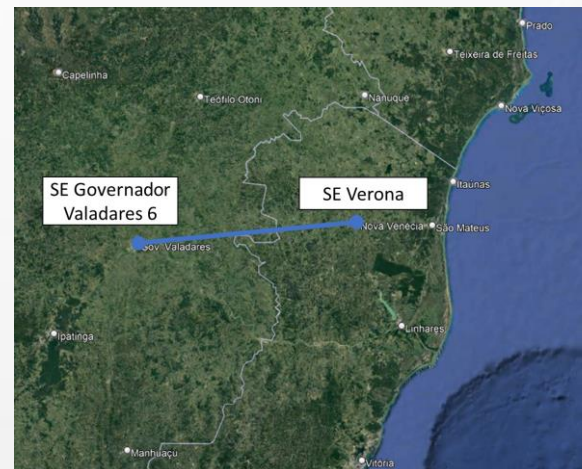 Prado
Teixeira de Freitas
Capelinha
Teófilo Otoni
Nanuque
Nova Viçosa
SE Governador
Valadares 6
SE Verona
Itaúnas
Nova Venécia
São Mateus
Gov. Valadares
Linhares
Ipatinga
Manhuaçu
Vitória